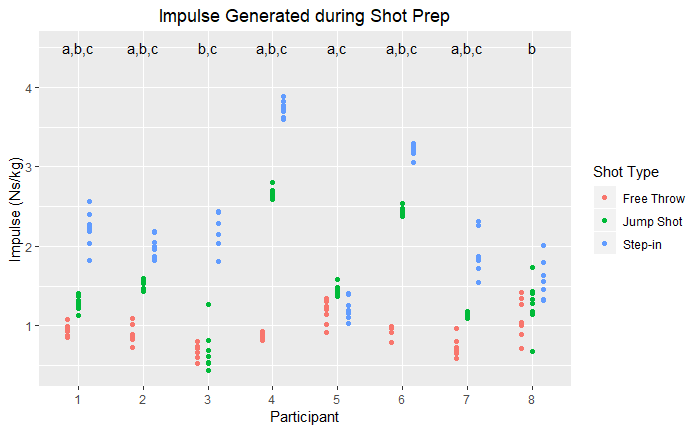 Impulse Generated during Shot Prep
a,b,c a,b,c b,c a,b,c a,c a,b,c a,b,c b
4
3
2
1
Impulse (Ns/kg)
1 2 3 4 5 6 7 8
Participant
Shot Type
Free Throw
Jump Shot
Step-in